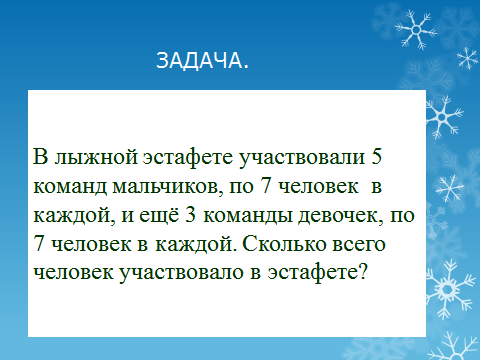 ЗАДАЧА.
В лыжной эстафете участвовали 5
команд мальчиков, по 7 человек в
каждой, и ещё 3 команды девочек, по
7 человек в каждой. Сколько всего
человек участвовало в эстафете?